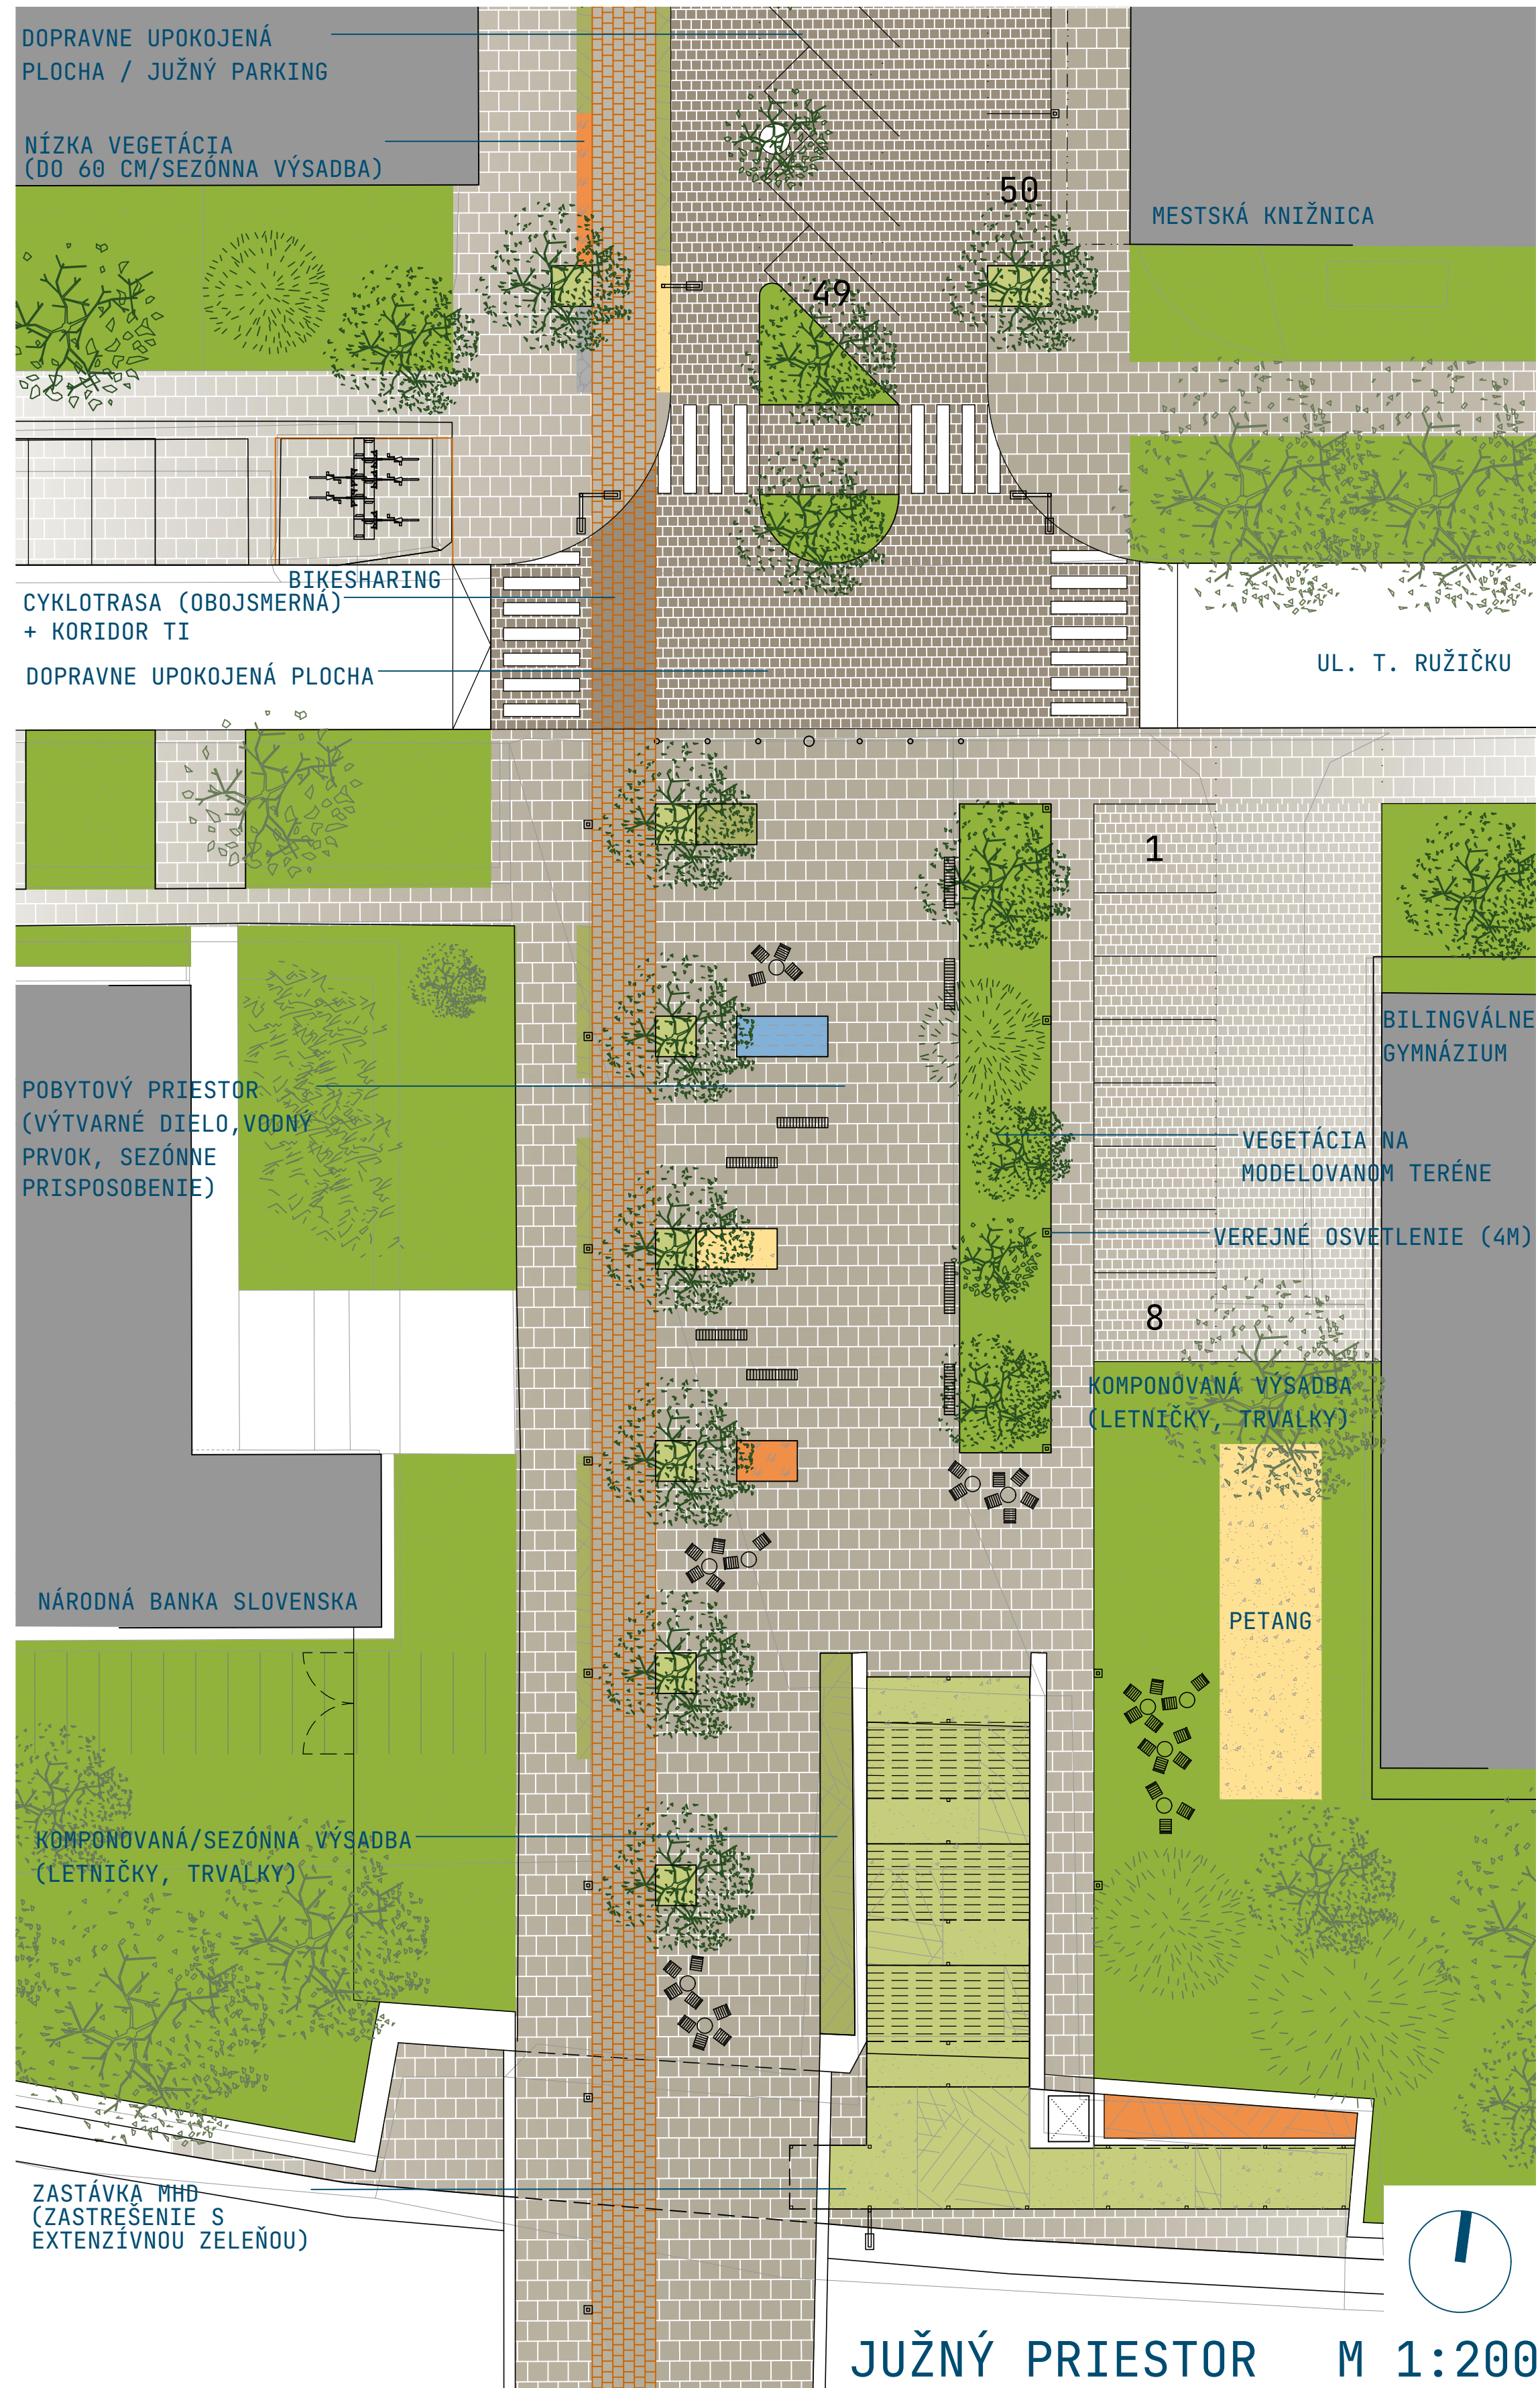 DOPRAVNE UPOKOJENÁ
PLOCHA / JUŽNÝ PARKING
NÍZKA VEGETÁCIA
(DO 60 CM/SEZÓNNA VÝSADBA)
50
MESTSKÁ KNIŽNICA
49
BIKESHARING
CYKLOTRASA (OBOJSMERNÁ)
+ KORIDOR TI
DOPRAVNE UPOKOJENÁ PLOCHA
UL. T. RUŽIČKU
1
BILINGVÁLNE
GYMNÁZIUM
POBYTOVÝ PRIESTOR
(VÝTVARNÉ DIELO,VODNÝ
PRVOK, SEZÓNNE
PRISPOSOBENIE)
VEGETÁCIA NA
MODELOVANOM TERÉNE
VEREJNÉ OSVETLENIE (4M)
8
KOMPONOVANÁ VÝSADBA
(LETNIČKY, TRVALKY)
NÁRODNÁ BANKA SLOVENSKA
PETANG
KOMPONOVANÁ/SEZÓNNA VÝSADBA
(LETNIČKY, TRVALKY)
ZASTÁVKA MHD
(ZASTREŠENIE S
EXTENZÍVNOU ZELEŇOU)
JUŽNÝ PRIESTOR M 1:200